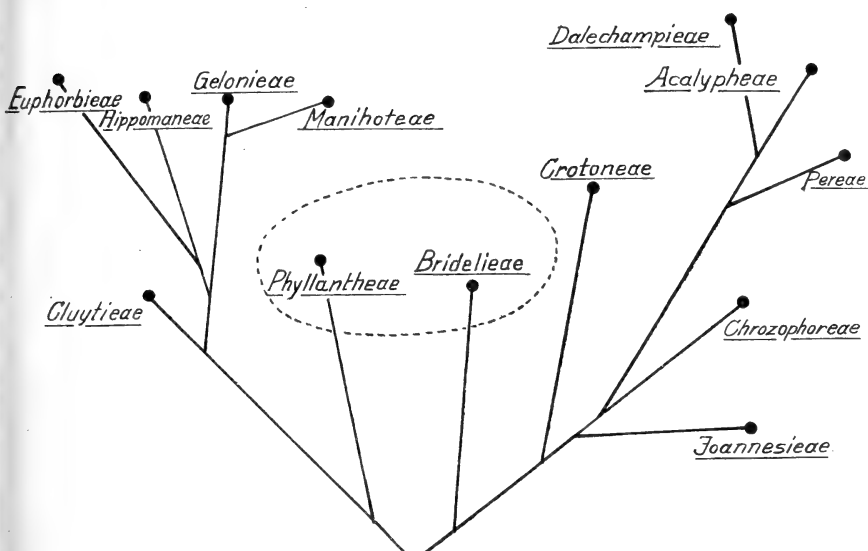 Dalechampieae
Acalypheae
Gelonieae
Euphorbieae
Hippomaneae
Manihoteae
Crotoneae
Pereae
Phyllantheae
Bridelieae
Cluytieae
Chrozophoreae
Joannesieae